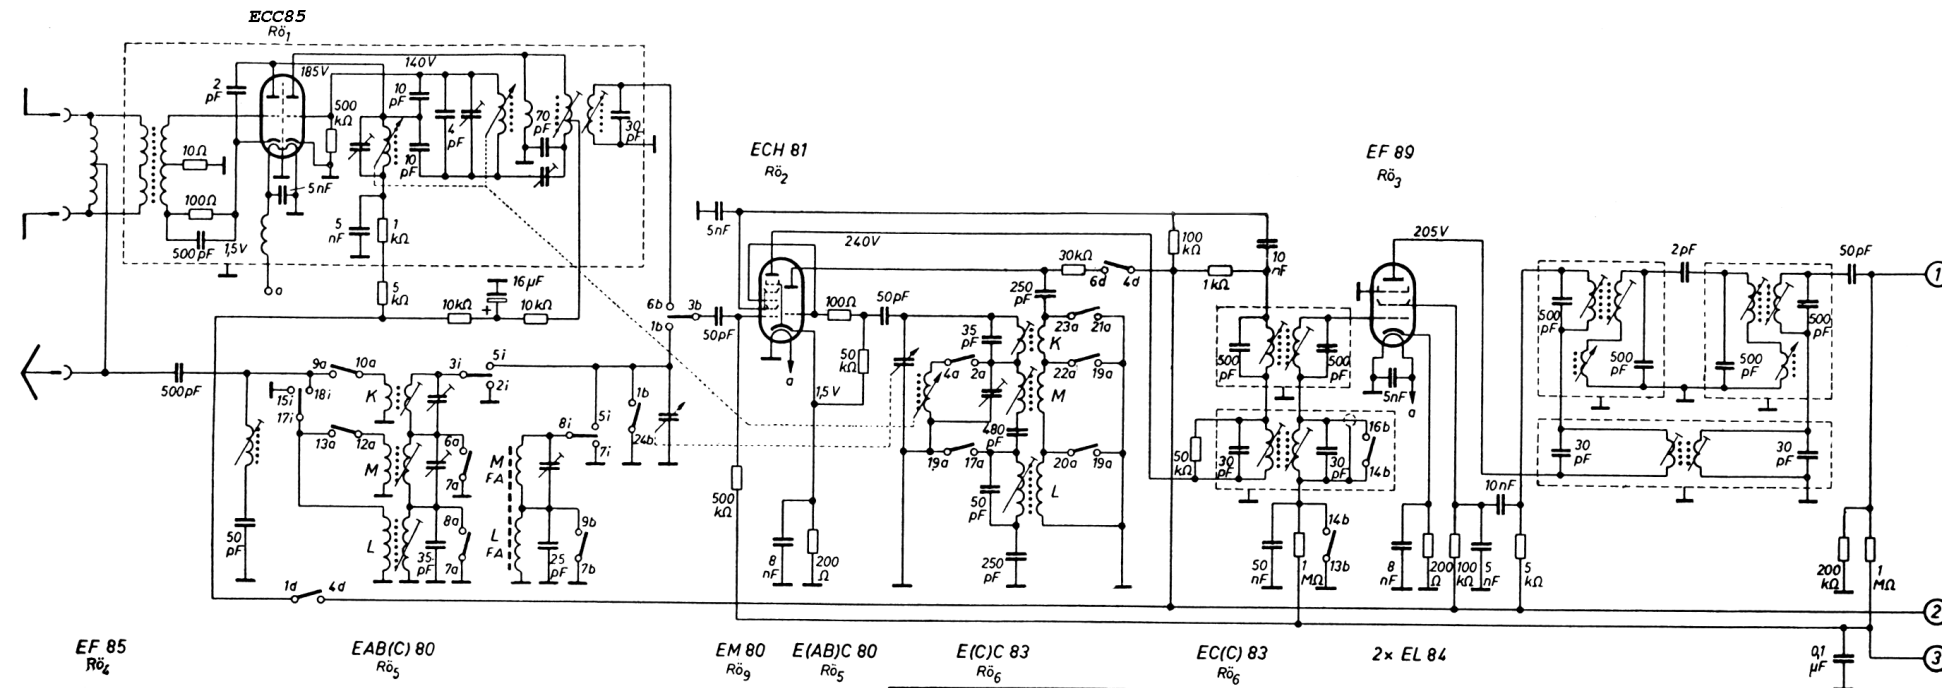 ECC85
Rö1
185V
140V
2 pF
500 kΩ
10 pF
10 pF
4 pF
70 pF
30 pF
10Ω
100Ω
500pF
1,5V
5nF
5 nF
1 kΩ
a
5 kΩ
10kΩ
16µF
+
10kΩ
6b
3b
1b
50pF
ECH 81
Rö2
5nF
240V
100Ω
50pF
50 kΩ
1,5V
a
30kΩ
6d
4d
100 kΩ
1kΩ
10 nF
250 pF
23a
21a
35 pF
K
4a
2a
22a
19a
M
480 pF
19a
17a
20a
19a
50 pF
L
250 pF
500 kΩ
8 nF
200 Ω
EF 89
Rö3
205V
500 pF
500 pF
5nF
a
50 kΩ
30 pF
30 pF
16b
14b
50 nF
1 MΩ
14b
13b
8 nF
200 Ω
100 kΩ
5 nF
10 nF
5 kΩ
500 pF
500 pF
2pF
500 pF
500 pF
50pF
30 pF
30 pF
200 kΩ
1 MΩ
0,1 µF
1
2
3
500pF
9a
10a
15i
18i
17i
13a
12a
K
M
L
3i
5i
2i
6a
7a
8a
7a
35 pF
50 pF
8i
5i
7i
M FA
L FA
25 pF
9b
7b
1b
24b
1d
4d
EF 85
Rö4
EAB(C) 80
Rö5
EM 80
Rö9
E(AB)C 80
Rö5
E(C)C 83
Rö6
EC(C) 83
Rö6
2x EL 84